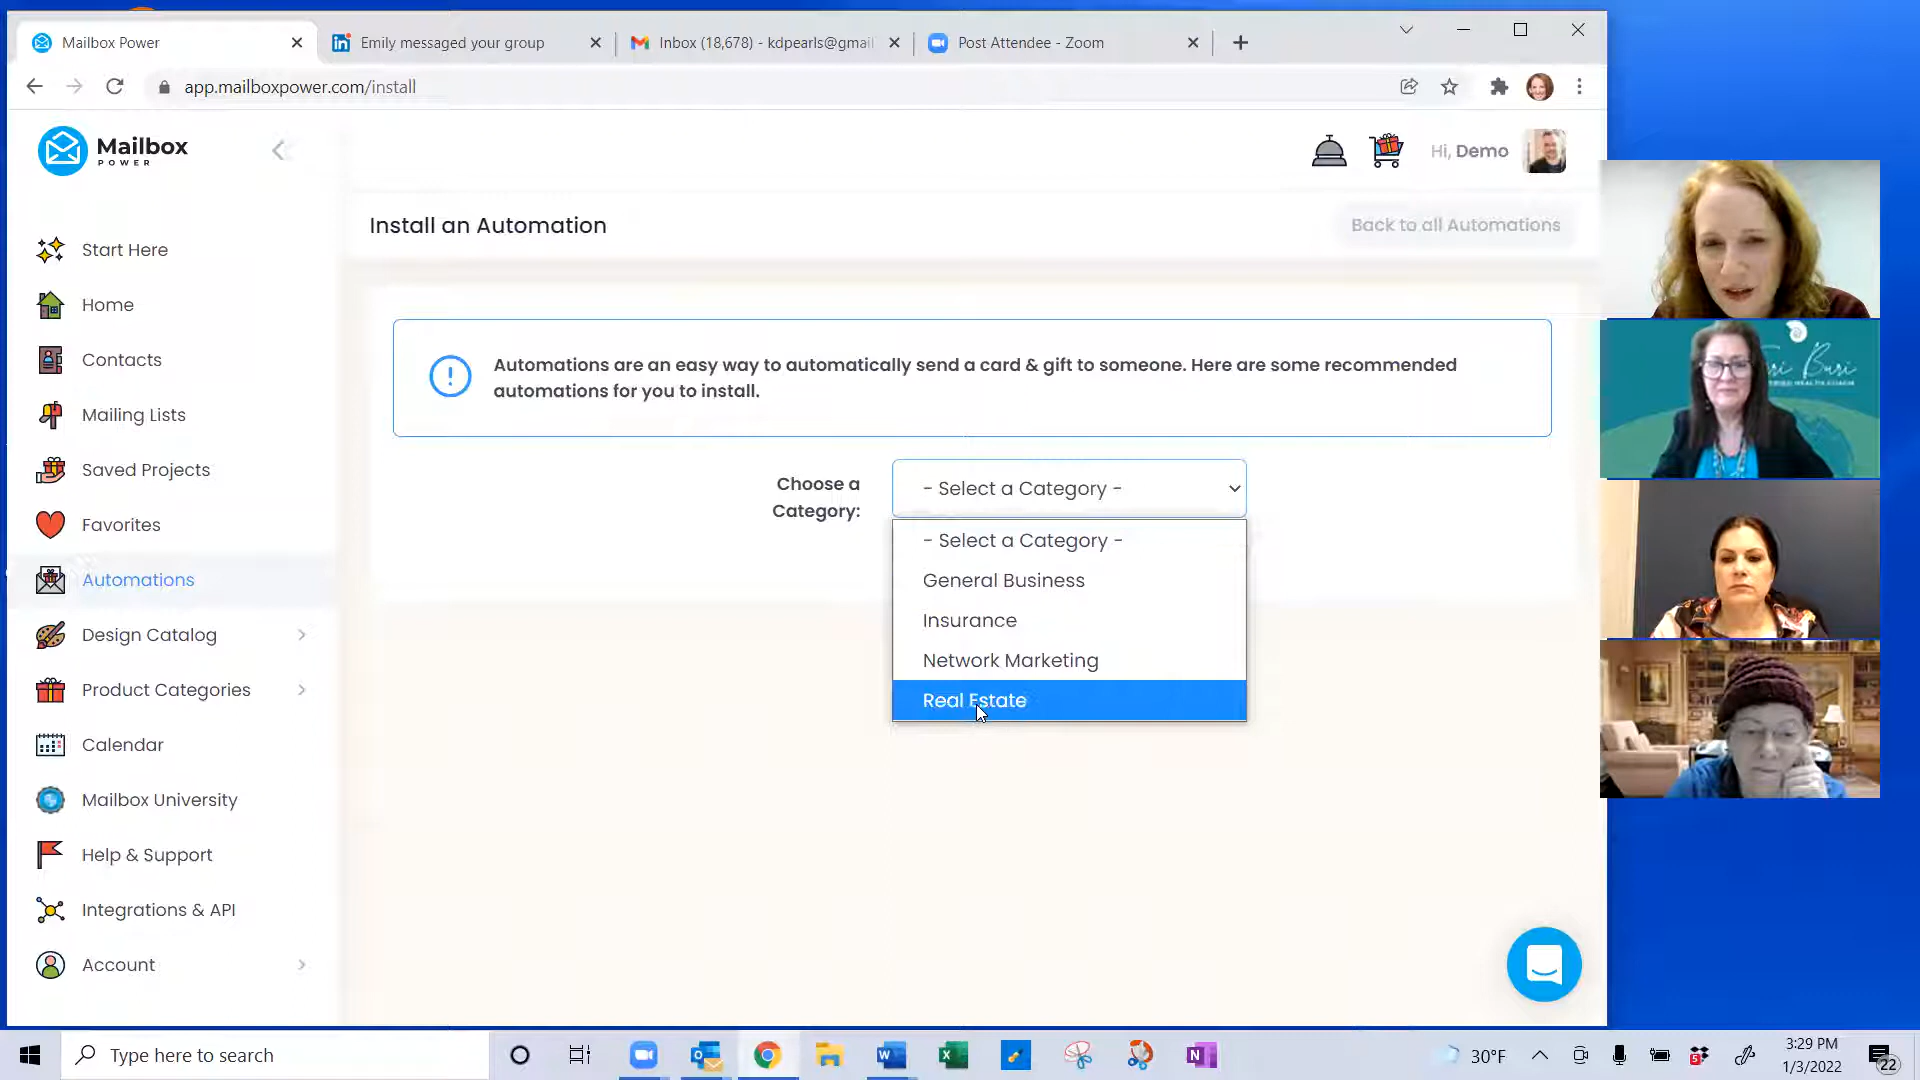 Mailbox Power
Emily messaged your group
Inbox (18,678) - kdpearls@gmail
Post Attendee - Zoom
app.mailboxpower.com/install
Mailbox
POWER
Hi, Demo
Install an Automation
Back to all Automations
Start Here
Home
Contacts
Mailing Lists
Saved Projects
Favorites
Automations
Design Catalog
Product Categories
Calendar
Mailbox University
Help & Support
Integrations & API
Account
Automations are an easy way to automatically send a card & gift to someone. Here are some recommended
automations for you to install.
Choose a
Category:
- Select a Category -
- Select a Category -
General Business
Insurance
Network Marketing
Real Estate
Type here to search
30°F
3:29 PM
1/3/2022
22